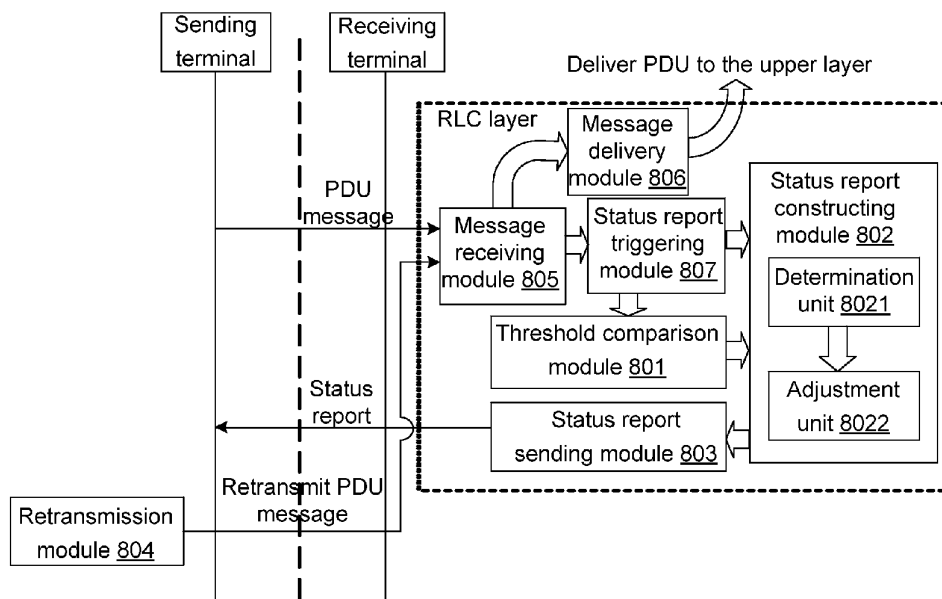 Sending
terminal
Receiving
terminal
Deliver PDU to the upper layer
RLC layer
Message
delivery
module 806
PDU
message
Message
receiving
module 805
Status report
triggering
module 807
Status report
constructing
module 802
Determination
unit 8021
Threshold comparison
module 801
Adjustment
unit 8022
Status
report
Status report
sending module 803
Retransmit PDU
message
Retransmission
module 804